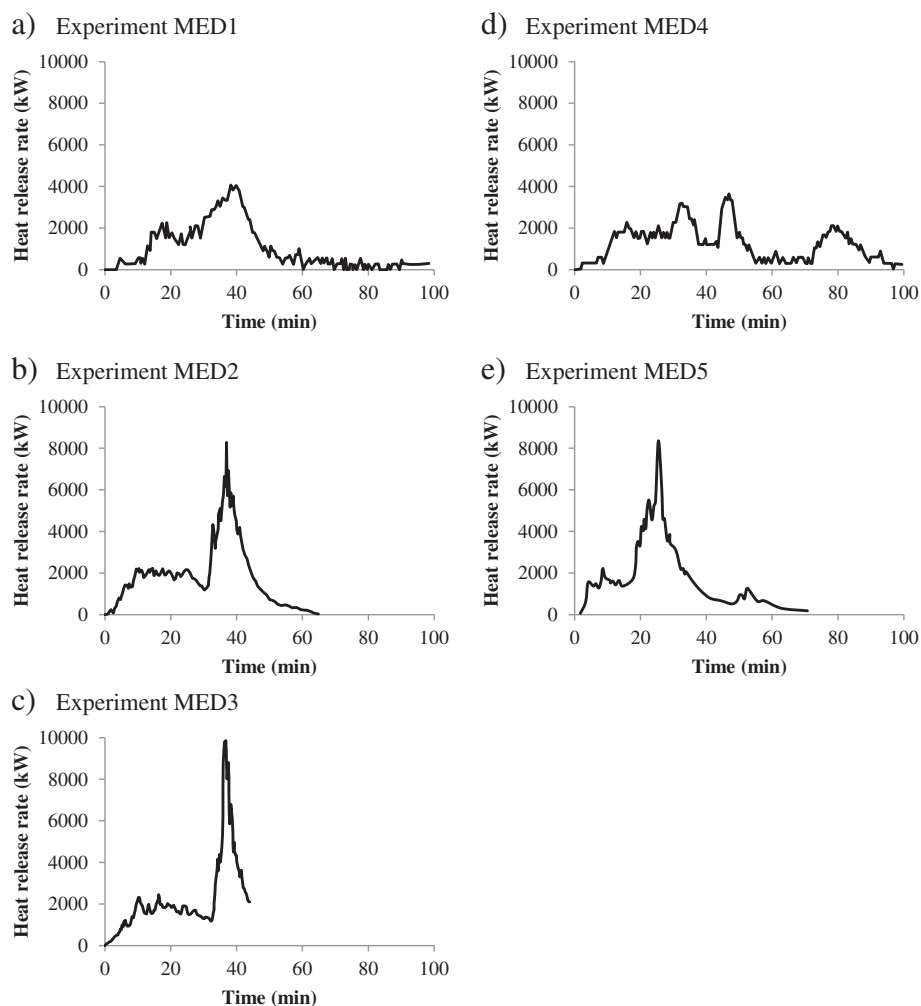 a) Experiment MED1
Heat release rate (kW)
10000
8000
6000
4000
2000
0
0 20 40 60 80 100
Time (min)
b) Experiment MED2
Heat release rate (kW)
10000
8000
6000
4000
2000
0
0 20 40 60 80 100
Time (min)
c) Experiment MED3
Heat release rate (kW)
10000
8000
6000
4000
2000
0
0 20 40 60 80 100
Time (min)
d) Experiment MED4
Heat release rate (kW)
10000
8000
6000
4000
2000
0
0 20 40 60 80 100
Time (min)
e) Experiment MED5
Heat release rate (kW)
10000
8000
6000
4000
2000
0
0 20 40 60 80 100
Time (min)